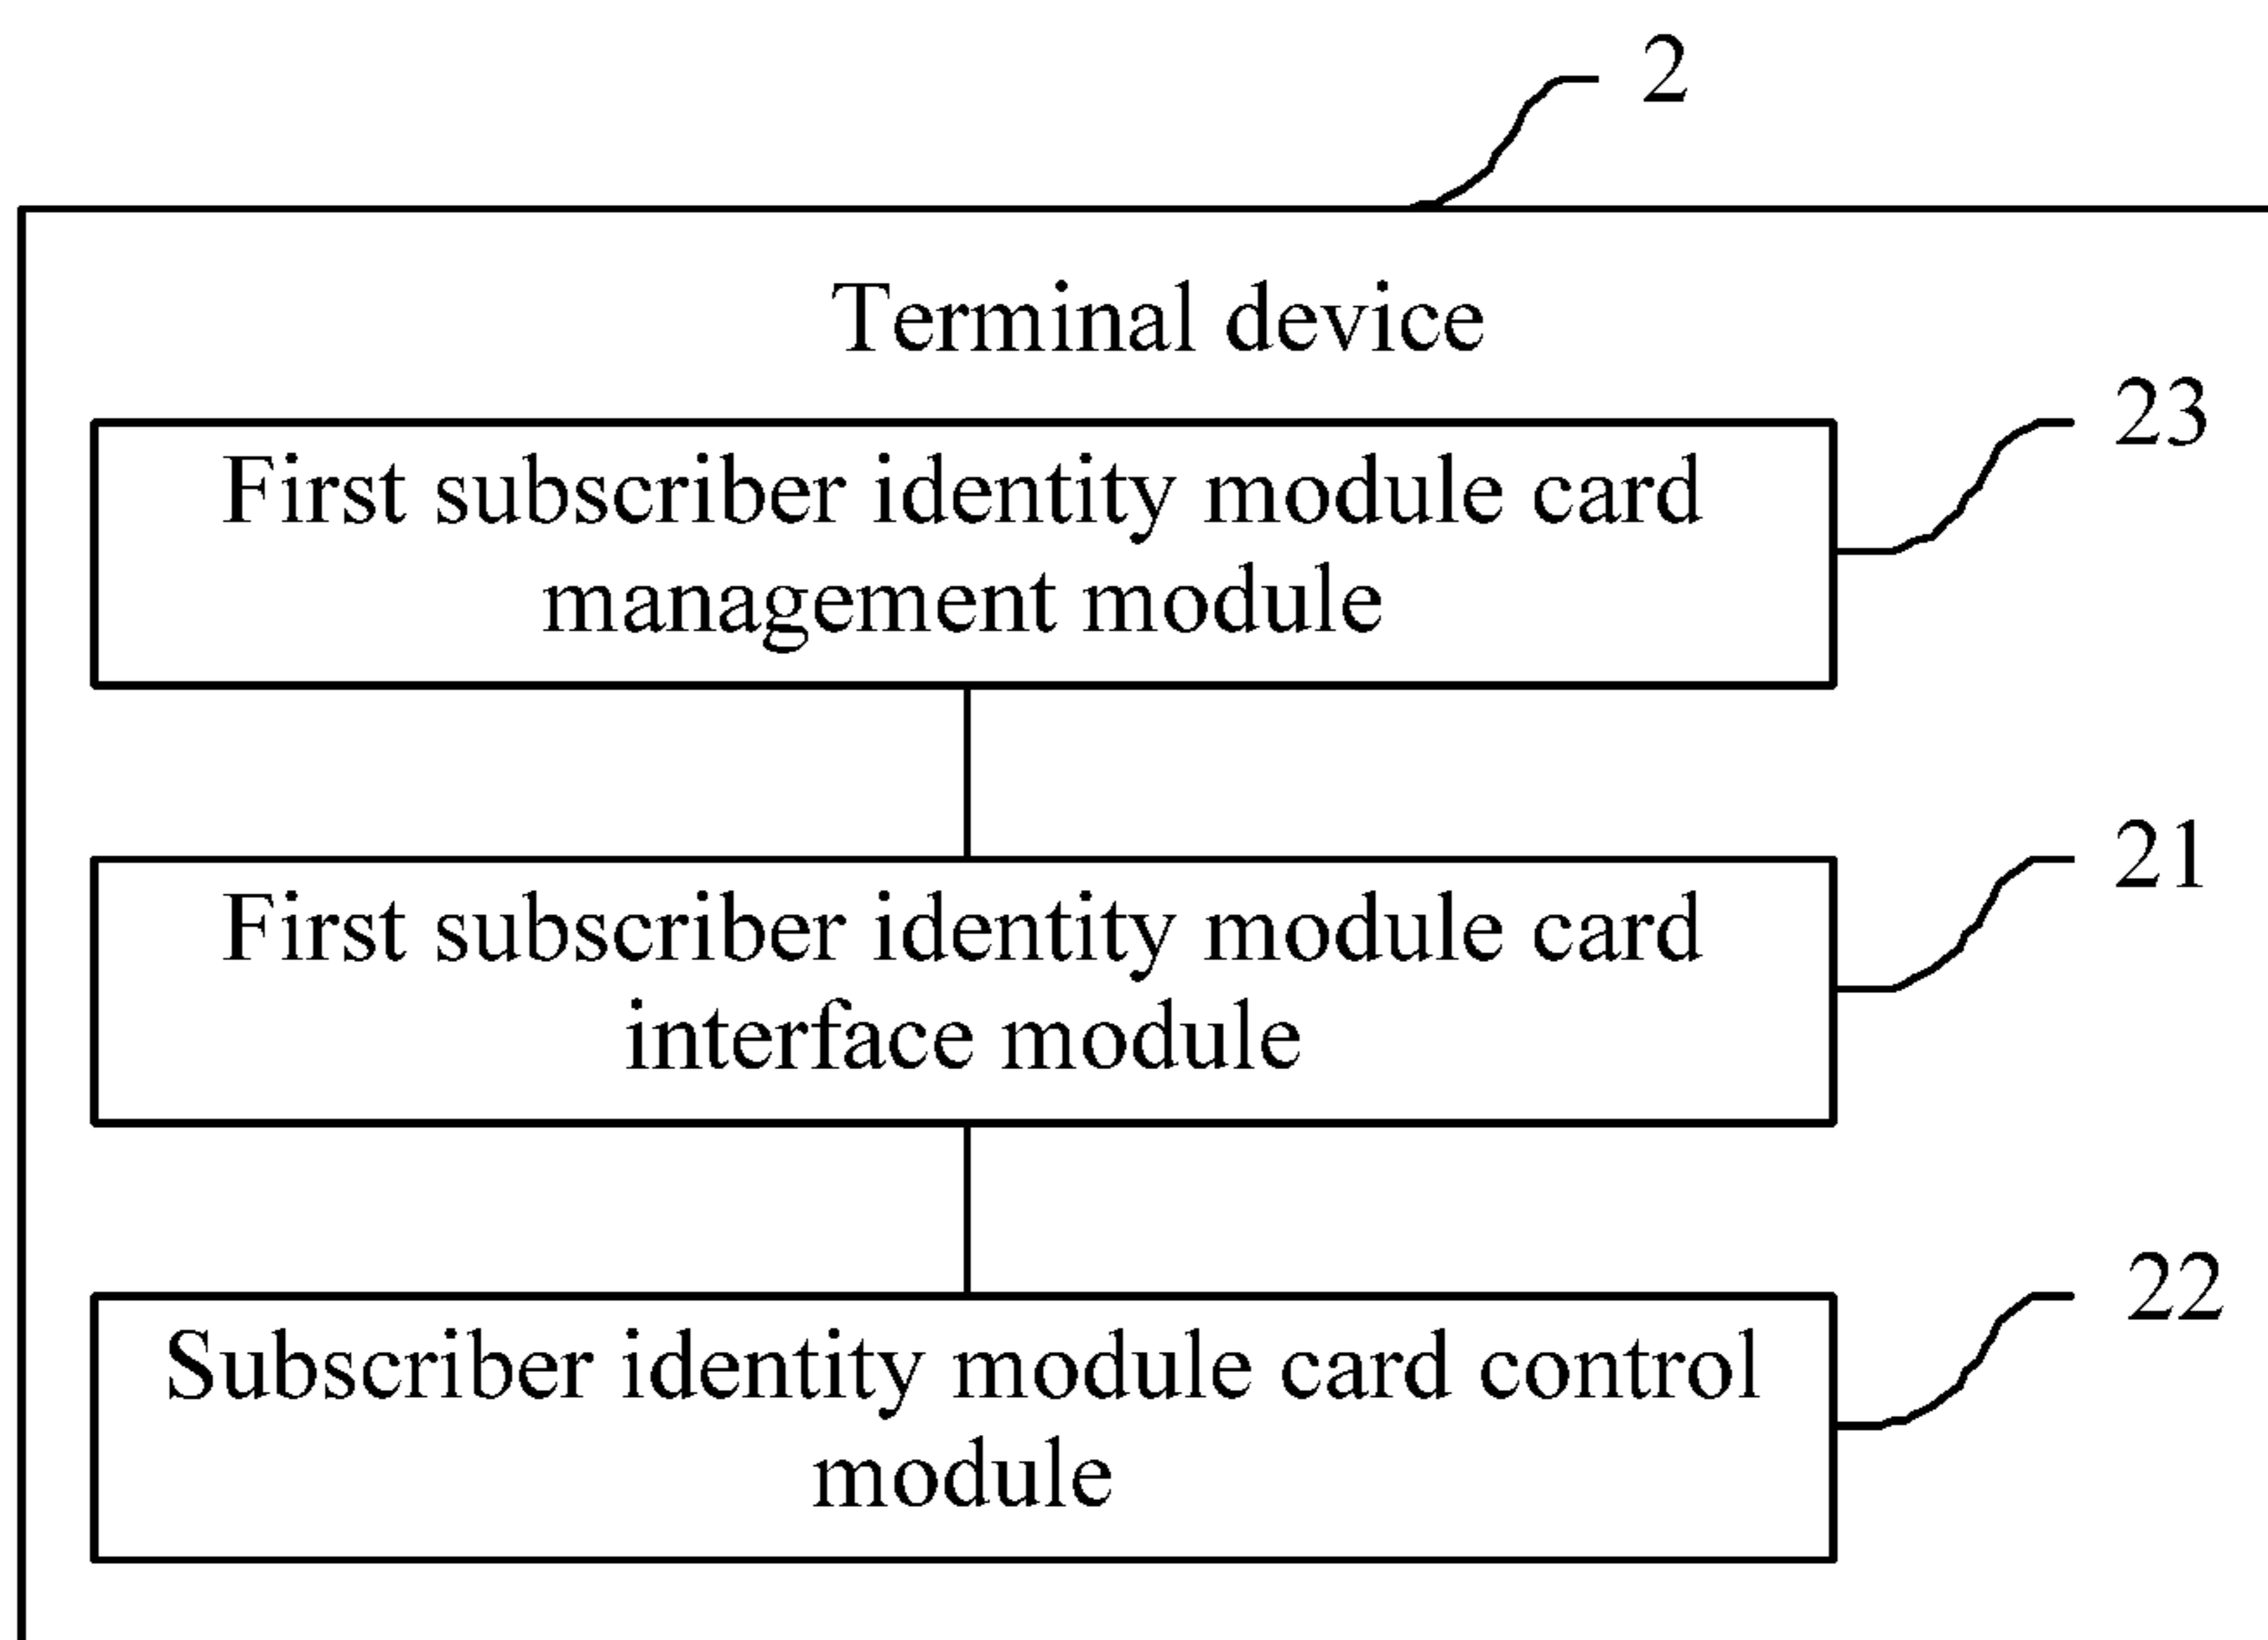 2
Terminal device
23
First subscriber identity module card
management module
21
First subscriber identity module card
interface module
22
Subscriber identity module card control
module